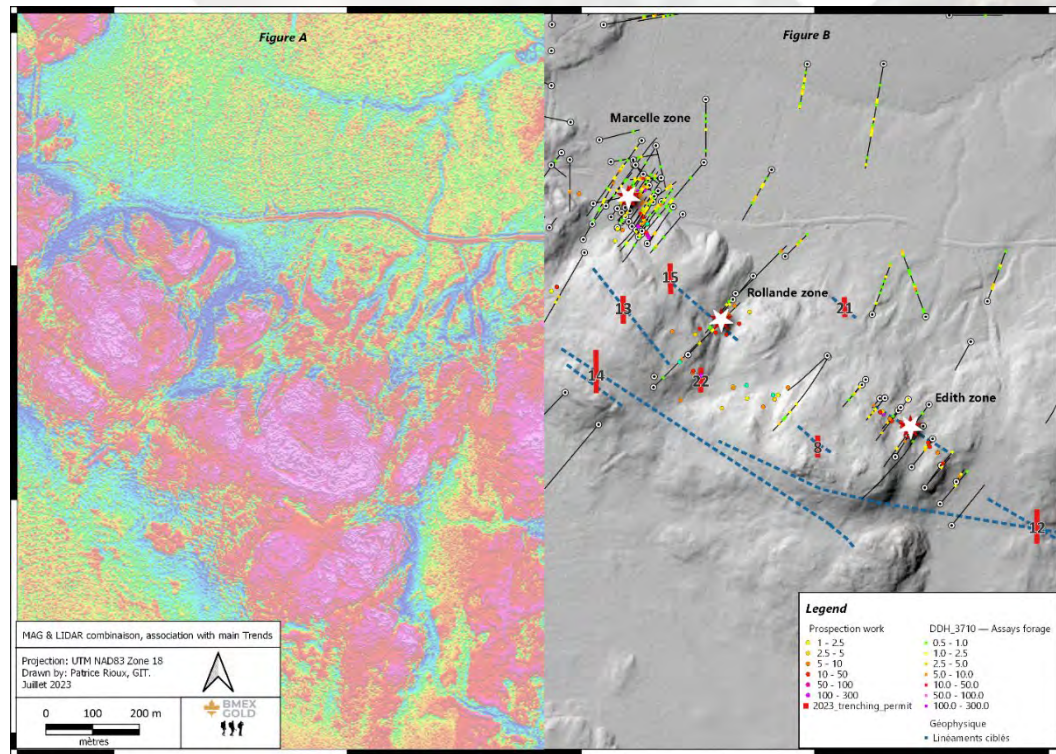 Figure A
Figure B
Marcelle zone
15
13
21
Rollande zone
14
22
Edith zone
8
12
MAG & LIDAR combinaison, association with main Trends
Projection: UTM NAD83 Zone 18
Drawn by: Patrice Rioux, GIT.
Juillet 2023
0 100 200 m
mètres
BMEX
GOLD
Legend
Prospection work
1 - 2.5
2.5 - 5
5 - 10
10 - 50
50 - 100
100 - 300
2023_trenching_permit
DDH_3710 — Assays forage
0.5 - 1.0
1.0 - 2.5
2.5 - 5.0
5.0 - 10.0
10.0 - 50.0
50.0 - 100.0
100.0 - 300.0
Géophysique
Linéaments ciblés